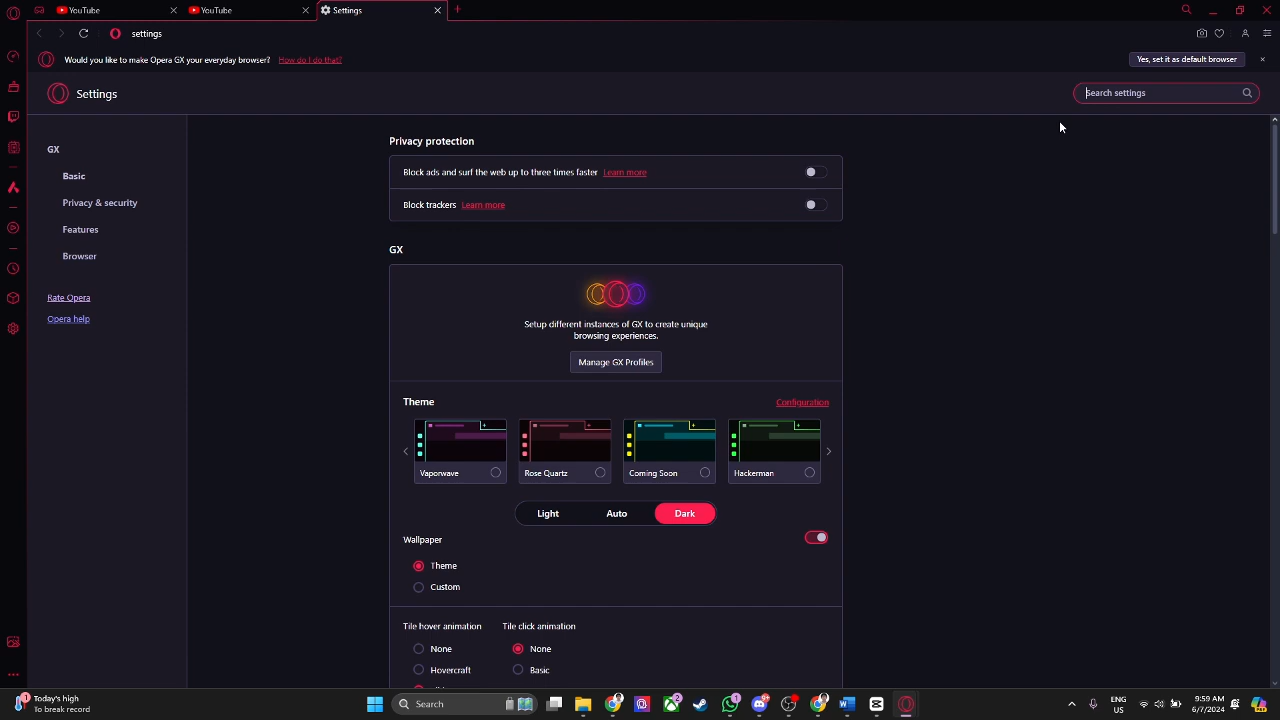 YouTube
YouTube
Settings
settings
Would you like to make Opera GX your everyday browser? How do I do that?
Yes, set it as default browser
Settings
Search settings
GX
Basic
Privacy & security
Features
Browser
Rate Opera
Opera help
Privacy protection
Block ads and surf the web up to three times faster Learn more
Block trackers Learn more
GX
Setup different instances of GX to create unique
browsing experiences.
Manage GX Profiles
Theme
Configuration
Vaporwave
Rose Quartz
Coming Soon
Hackerman
Light
Auto
Dark
Wallpaper
Theme
Custom
Tile hover animation
Tile click animation
None
None
Hovercraft
Basic
1
Today's high
To break record
Search
2
1
9+
ENG
US
9:59 AM
6/7/2024